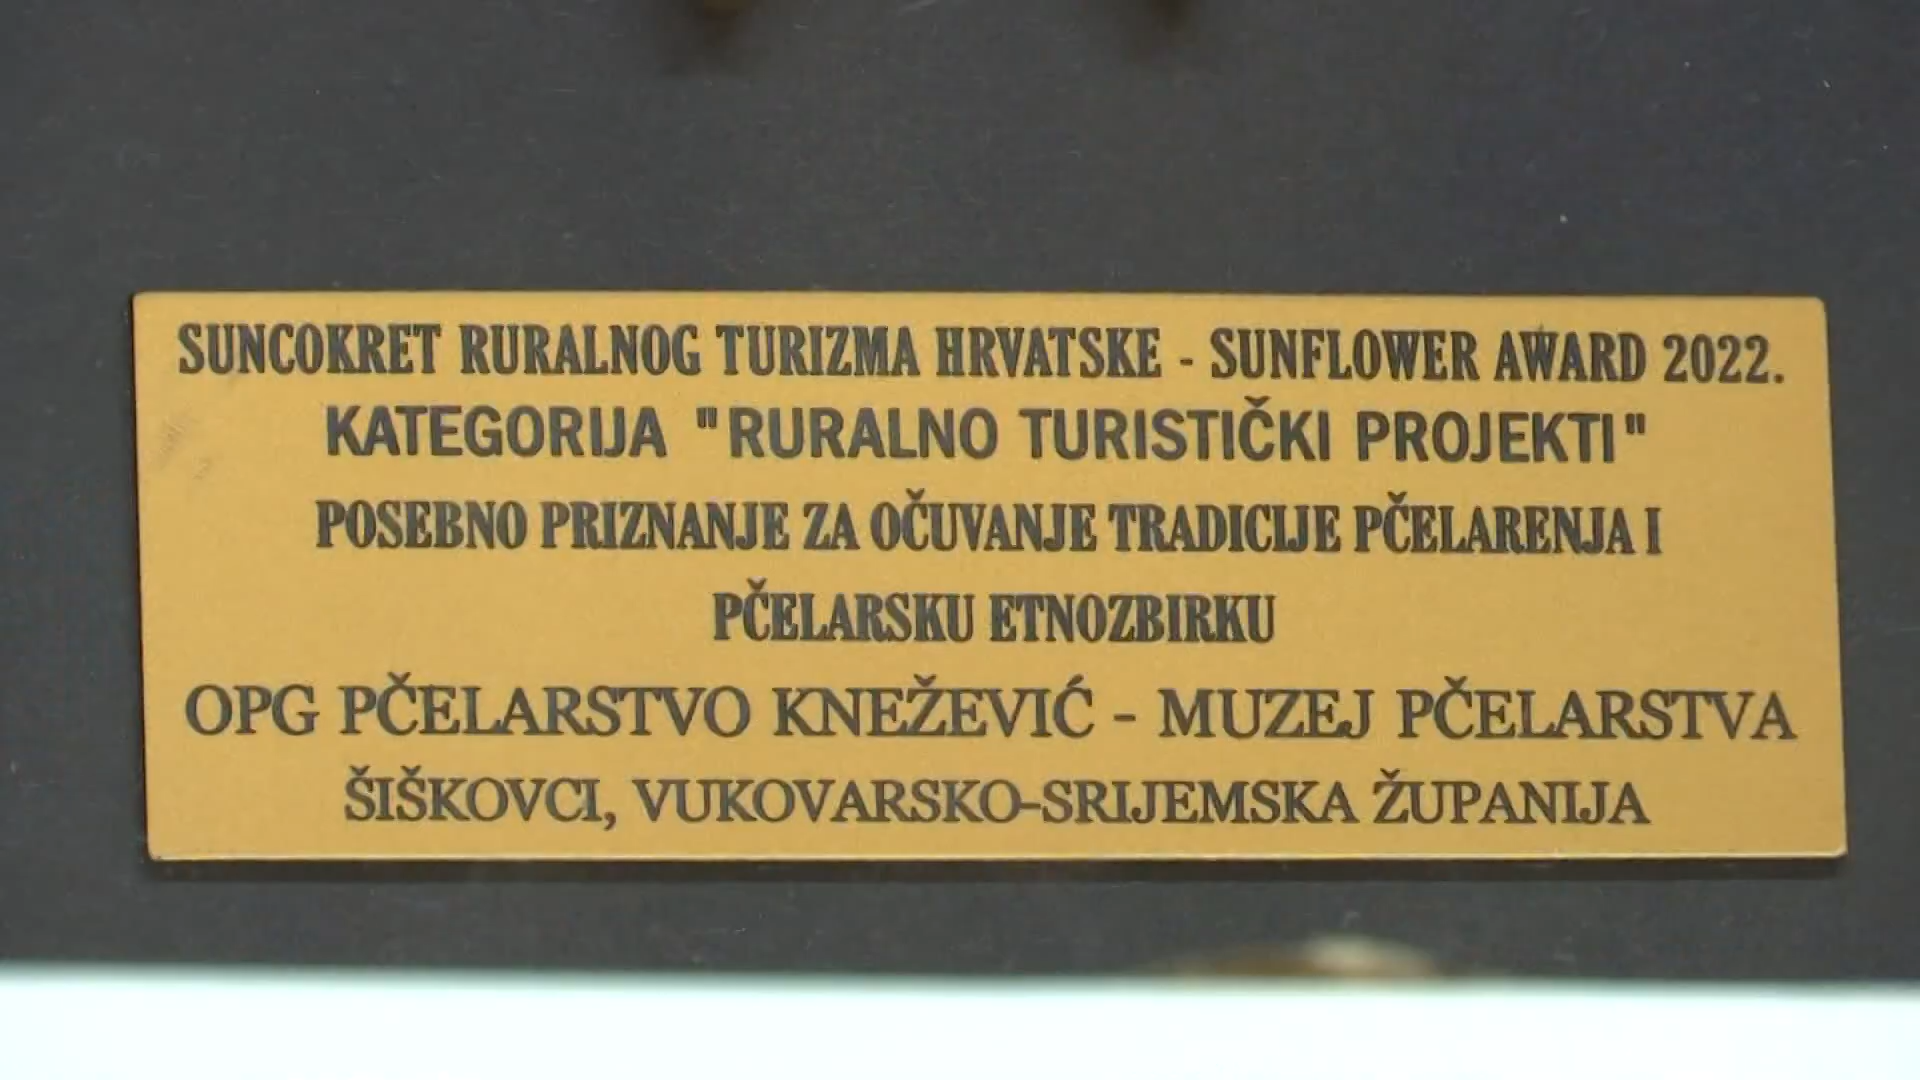 SUNCOKRET RURALNOG TURIZMA HRVATSKE - SUNFLOWER AWARD 2022.
KATEGORIJA "RURALNO TURISTIČKI PROJEKTI"
POSEBNO PRIZNANJE ZA OČUVANJE TRADICIJE PČELARENJA I
PČELARSKU ETNOZBIRKU
OPG PČELARSTVO KNEŽEVIĆ - MUZEJ PČELARSTVA
ŠIŠKOVCI, VUKOVARSKO-SRIJEMSKA ŽUPANIJA